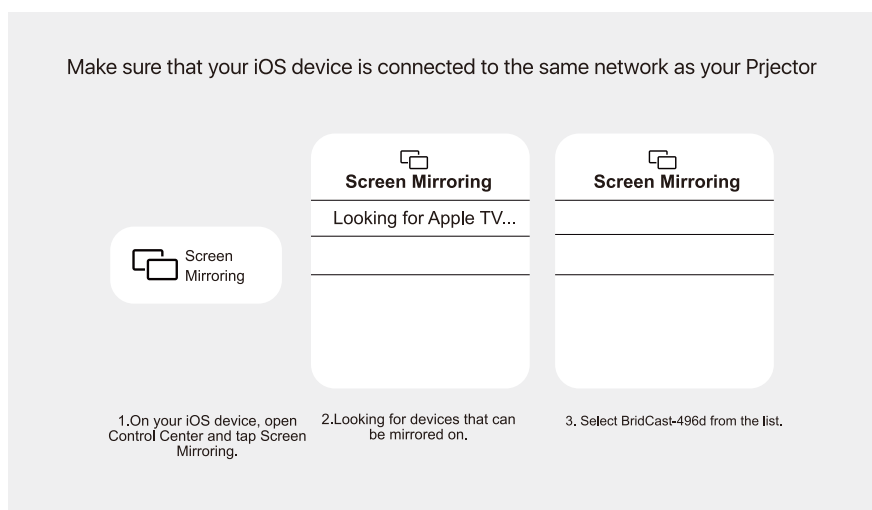 Make sure that your iOS device is connected to the same network as your Prjector
Screen
Mirroring
Screen Mirroring
Looking for Apple TV...
Screen Mirroring
1.On your iOS device, open
Control Center and tap Screen
Mirroring.
2.Looking for devices that can
be mirrored on.
3. Select BridCast-496d from the list.